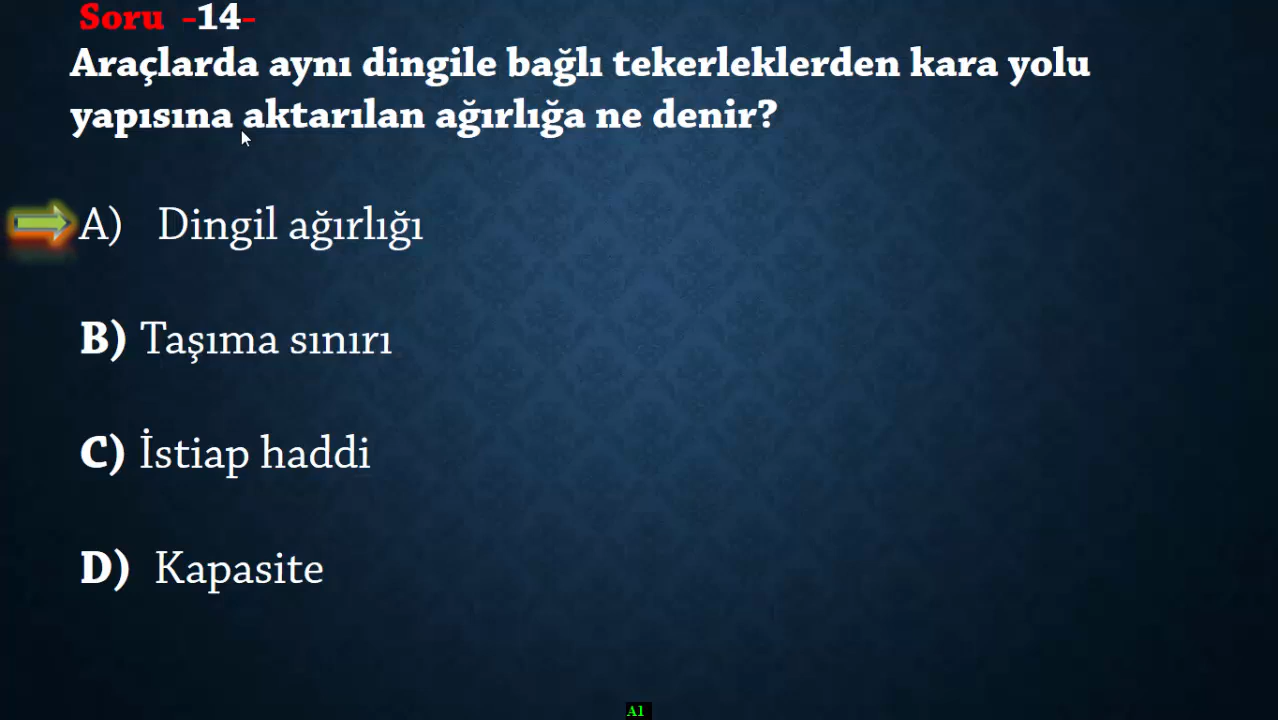 Soru -14-
Araçlarda aynı dingile bağlı tekerleklerden kara yolu
yapısına aktarılan ağırlığa ne denir?
A) Dingil ağırlığı
B) Taşıma sınırı
C) İstiap haddi
D) Kapasite
A1